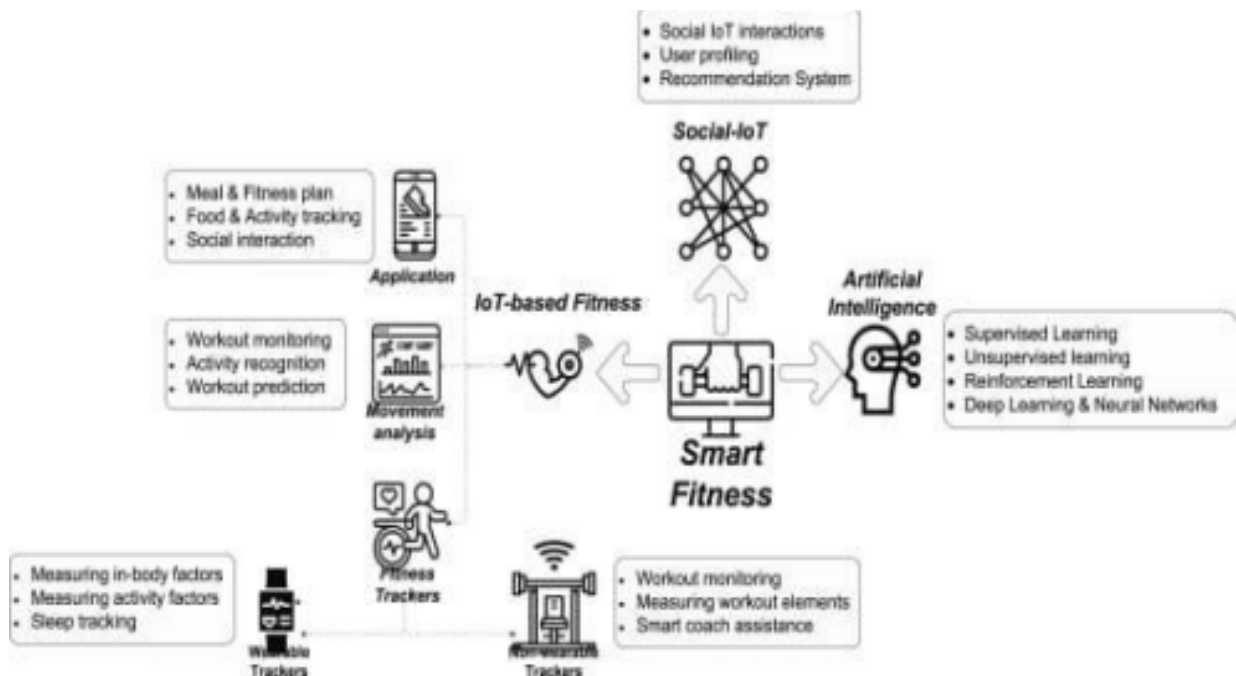 Social IoT interactions
User profiling
Recommendation System
Social-IoT
Meal & Fitness plan
Food & Activity tracking
Social interaction
Application
IoT-based Fitness
Artificial
Intelligence
Workout monitoring
Activity recognition
Workout prediction
Movement
analysis
Supervised Learning
Unsupervised learning
Reinforcement Learning
Deep Learning & Neural Networks
Smart
Fitness
Fitness
Trackers
Measuring in-body factors
Measuring activity factors
Sleep tracking
Wearable
Trackers
Non-wearable
Trackers
Workout monitoring
Measuring workout elements
Smart coach assistance